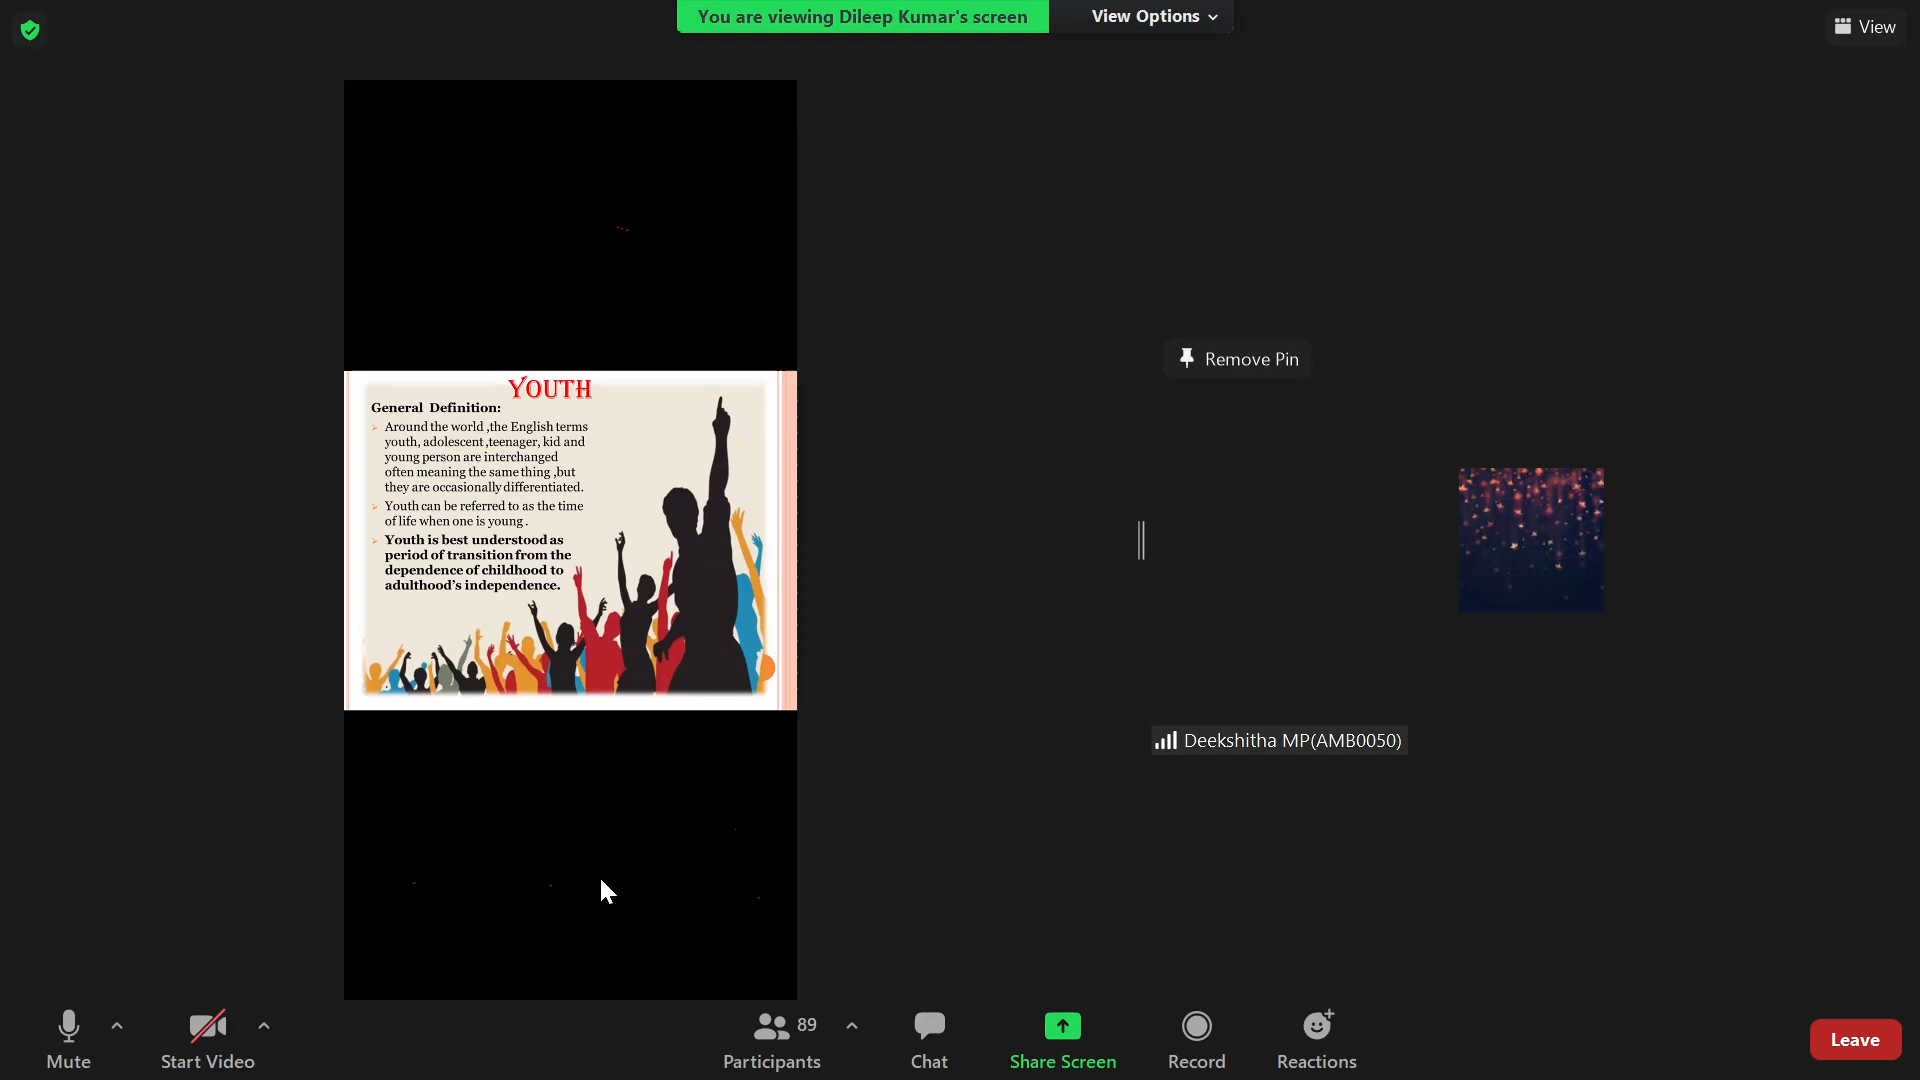 You are viewing Dileep Kumar's screen
View Options
View
YOUTH
General Definition:
Around the world ,the English terms
youth, adolescent ,teenager, kid and
young person are interchanged
often meaning the same thing ,but
they are occasionally differentiated.
Youth can be referred to as the time
of life when one is young .
Youth is best understood as
period of transition from the
dependence of childhood to
adulthood's independence.
Remove Pin
Deekshitha MP(AMB0050)
Mute
Start Video
89
Participants
Chat
Share Screen
Record
Reactions
Leave